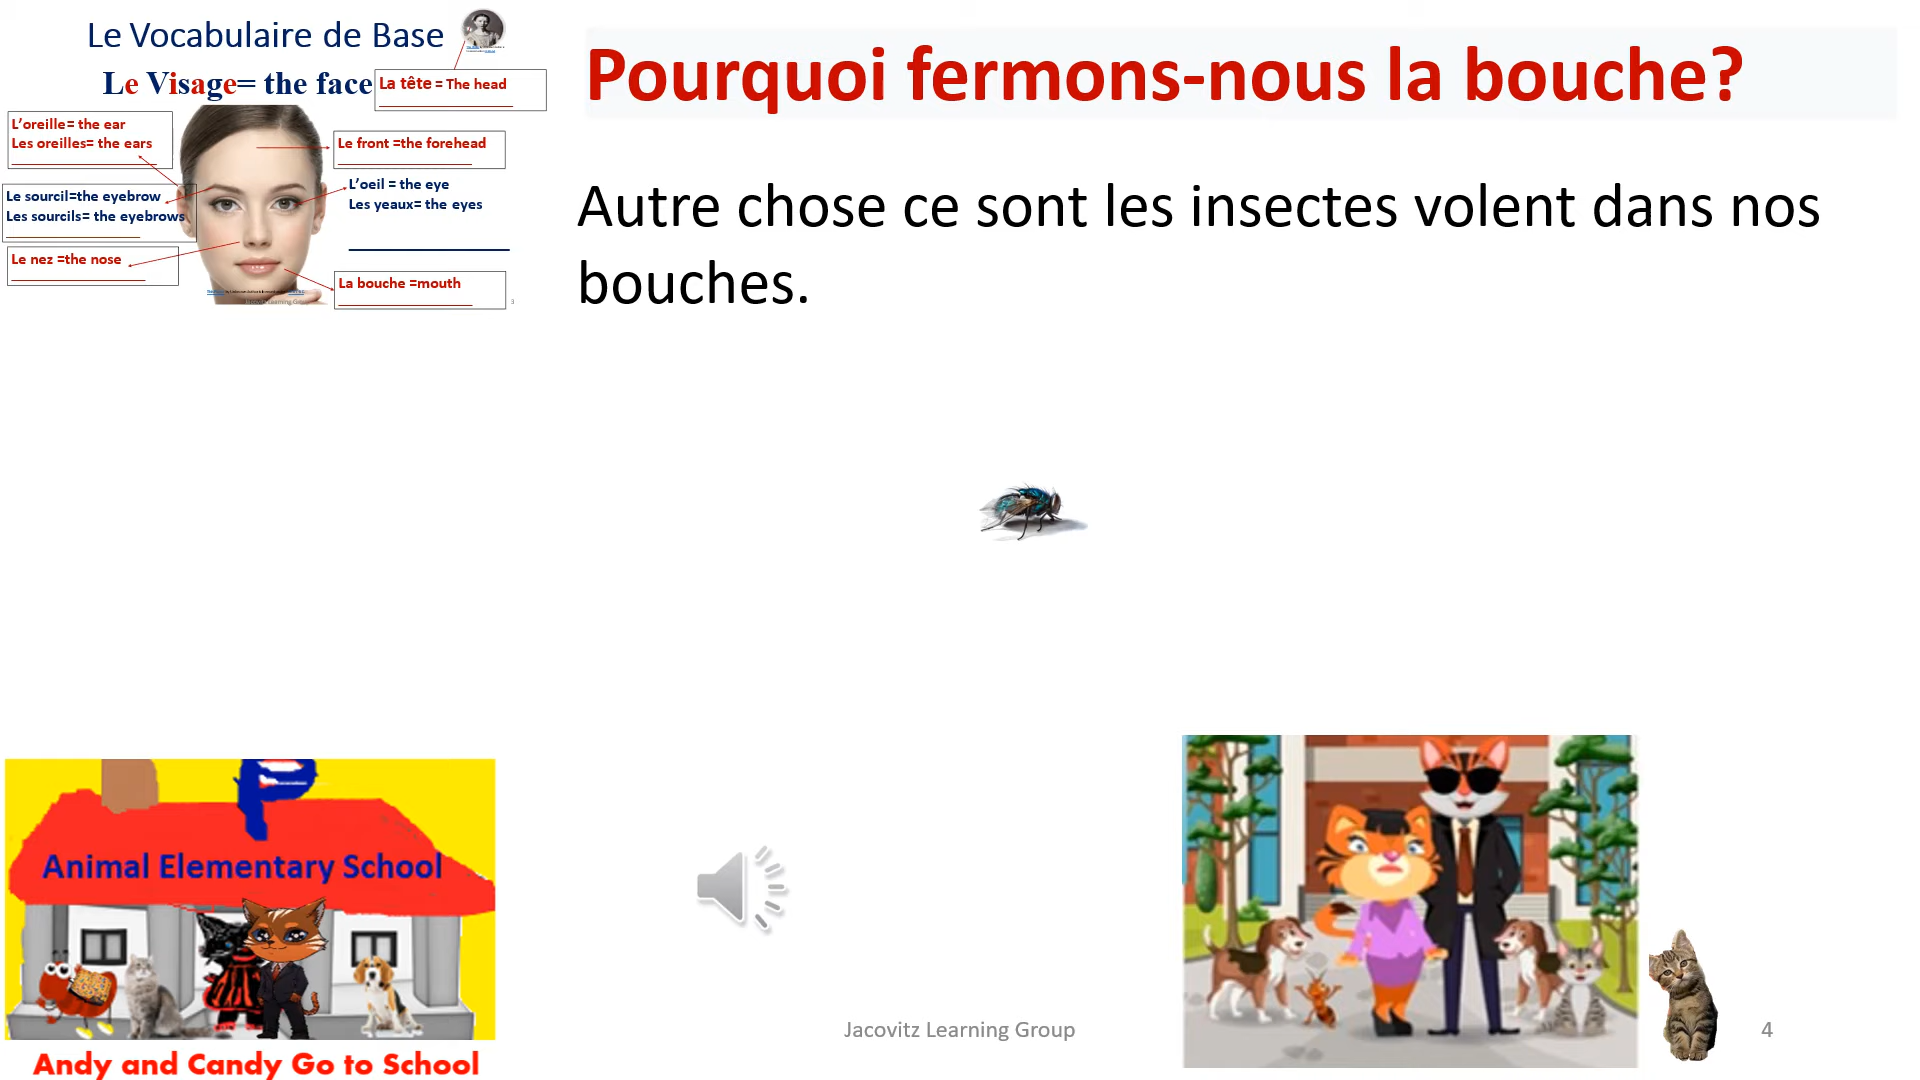 Le Vocabulaire de Base
Le Visage= the face
La tête = The head
L’oreille= the ear
Les oreilles= the ears
Le front =the forehead
L’oeil = the eye
Les yeaux= the eyes
Le sourcil=the eyebrow
Les sourcils= the eyebrows
Le nez =the nose
La bouche =mouth
3
Pourquoi fermons-nous la bouche?
Autre chose ce sont les insectes volent dans nos
bouches.
Animal Elementary School
Andy and Candy Go to School
Jacovitz Learning Group
4